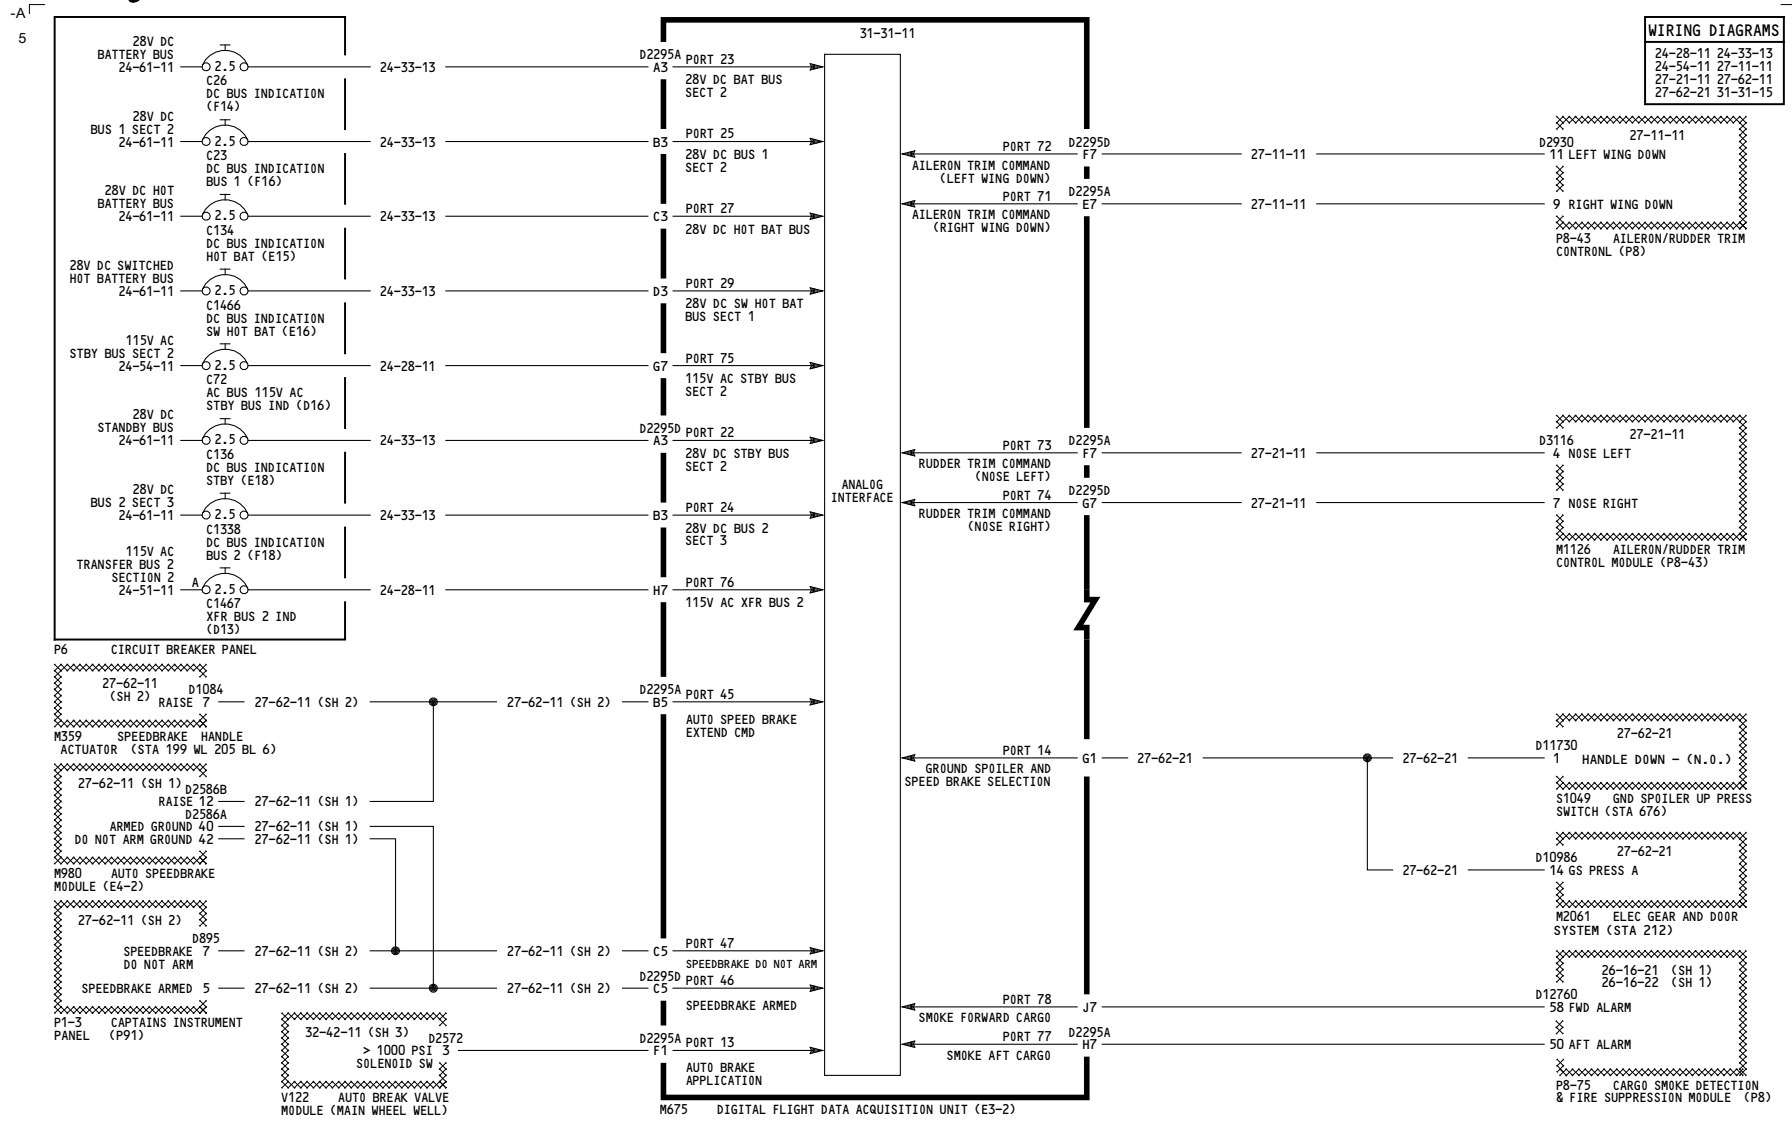 -A
5
28V DC
BATTERY BUS
24-61-11
2.5
C26
DC BUS INDICATION
(F14)
24-33-13
28V DC
BUS 1 SECT 2
24-61-11
2.5
C23
DC BUS INDICATION
BUS 1 (F16)
24-33-13
28V DC HOT
BATTERY BUS
24-61-11
2.5
C134
DC BUS INDICATION
HOT BAT (E15)
24-33-13
28V DC SWITCHED
HOT BATTERY BUS
24-61-11
2.5
C1466
DC BUS INDICATION
SW HOT BAT (E16)
24-33-13
115V AC
STBY BUS SECT 2
24-54-11
2.5
C72
AC BUS 115V AC
STBY BUS IND (D16)
24-28-11
28V DC
STANDBY BUS
24-61-11
2.5
C136
DC BUS INDICATION
STBY (E18)
24-33-13
28V DC
BUS 2 SECT 3
24-61-11
2.5
C1338
DC BUS INDICATION
BUS 2 (F18)
24-33-13
115V AC
TRANSFER BUS 2
SECTION 2
24-51-11
A
2.5
C1467
XFR BUS 2 IND
(D13)
24-28-11
P6 CIRCUIT BREAKER PANEL
27-62-11
(SH 2)
D1084
RAISE 7
27-62-11 (SH 2)
27-62-11 (SH 2)
M359 SPEEDBRAKE HANDLE
ACTUATOR (STA 199 WL 205 BL 6)
27-62-11 (SH 1)
D2586B
RAISE 12
27-62-11 (SH 1)
D2586A
ARMED GROUND 40
27-62-11 (SH 1)
DO NOT ARM GROUND 42
27-62-11 (SH 1)
M980 AUTO SPEEDBRAKE
MODULE (E4-2)
27-62-11 (SH 2)
D895
SPEEDBRAKE 7
DO NOT ARM
27-62-11 (SH 2)
27-62-11 (SH 2)
SPEEDBRAKE ARMED 5
27-62-11 (SH 2)
27-62-11 (SH 2)
P1-3 CAPTAINS INSTRUMENT
PANEL (P91)
32-42-11 (SH 3)
D2572
> 1000 PSI 3
SOLENOID SW
V122 AUTO BREAK VALVE
MODULE (MAIN WHEEL WELL)
31-31-11
D2295A
A3
PORT 23
28V DC BAT BUS
SECT 2
B3
PORT 25
28V DC BUS 1
SECT 2
C3
PORT 27
28V DC HOT BAT BUS
D3
PORT 29
28V DC SW HOT BAT
BUS SECT 1
G7
PORT 75
115V AC STBY BUS
SECT 2
D2295D
A3
PORT 22
28V DC STBY BUS
SECT 2
B3
PORT 24
28V DC BUS 2
SECT 3
H7
PORT 76
115V AC XFR BUS 2
D2295A
B5
PORT 45
AUTO SPEED BRAKE
EXTEND CMD
C5
PORT 47
SPEEDBRAKE DO NOT ARM
D2295D
C5
PORT 46
SPEEDBRAKE ARMED
D2295A
F1
PORT 13
AUTO BRAKE
APPLICATION
ANALOG
INTERFACE
M675 DIGITAL FLIGHT DATA ACQUISITION UNIT (E3-2)
PORT 72
AILERON TRIM COMMAND
(LEFT WING DOWN)
D2295D
F7
27-11-11
PORT 71
AILERON TRIM COMMAND
(RIGHT WING DOWN)
D2295A
E7
27-11-11
PORT 73
RUDDER TRIM COMMAND
(NOSE LEFT)
D2295A
F7
27-21-11
PORT 74
RUDDER TRIM COMMAND
(NOSE RIGHT)
D2295D
G7
27-21-11
PORT 14
GROUND SPOILER AND
SPEED BRAKE SELECTION
G1
27-62-21
27-62-21
27-62-21
PORT 78
SMOKE FORWARD CARGO
J7
PORT 77
SMOKE AFT CARGO
D2295A
H7
WIRING DIAGRAMS
24-28-11 24-33-13
24-54-11 27-11-11
27-21-11 27-62-11
27-62-21 31-31-15
27-11-11
D2930
11 LEFT WING DOWN
9 RIGHT WING DOWN
P8-43 AILERON/RUDDER TRIM
CONTRONL (P8)
27-21-11
D3116
4 NOSE LEFT
7 NOSE RIGHT
M1126 AILERON/RUDDER TRIM
CONTROL MODULE (P8-43)
27-62-21
D11730
1 HANDLE DOWN - (N.O.)
S1049 GND SPOILER UP PRESS
SWITCH (STA 676)
27-62-21
D10986
14 GS PRESS A
M2061 ELEC GEAR AND DOOR
SYSTEM (STA 212)
26-16-21 (SH 1)
26-16-22 (SH 1)
D12760
58 FWD ALARM
50 AFT ALARM
P8-75 CARGO SMOKE DETECTION
& FIRE SUPPRESSION MODULE (P8)